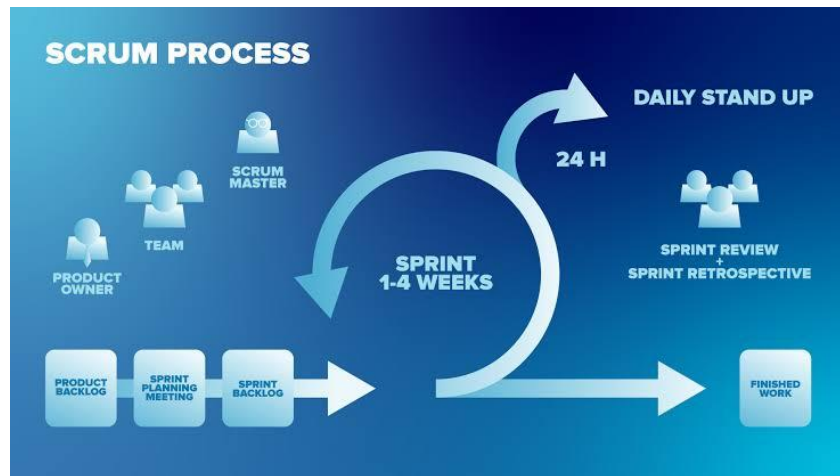 SCRUM PROCESS
SCRUM
MASTER
TEAM
PRODUCT
OWNER
DAILY STAND UP
24 H
SPRINT
1-4 WEEKS
SPRINT REVIEW
+
SPRINT RETROSPECTIVE
PRODUCT
BACKLOG
SPRINT
PLANNING
MEETING
SPRINT
BACKLOG
FINISHED
WORK